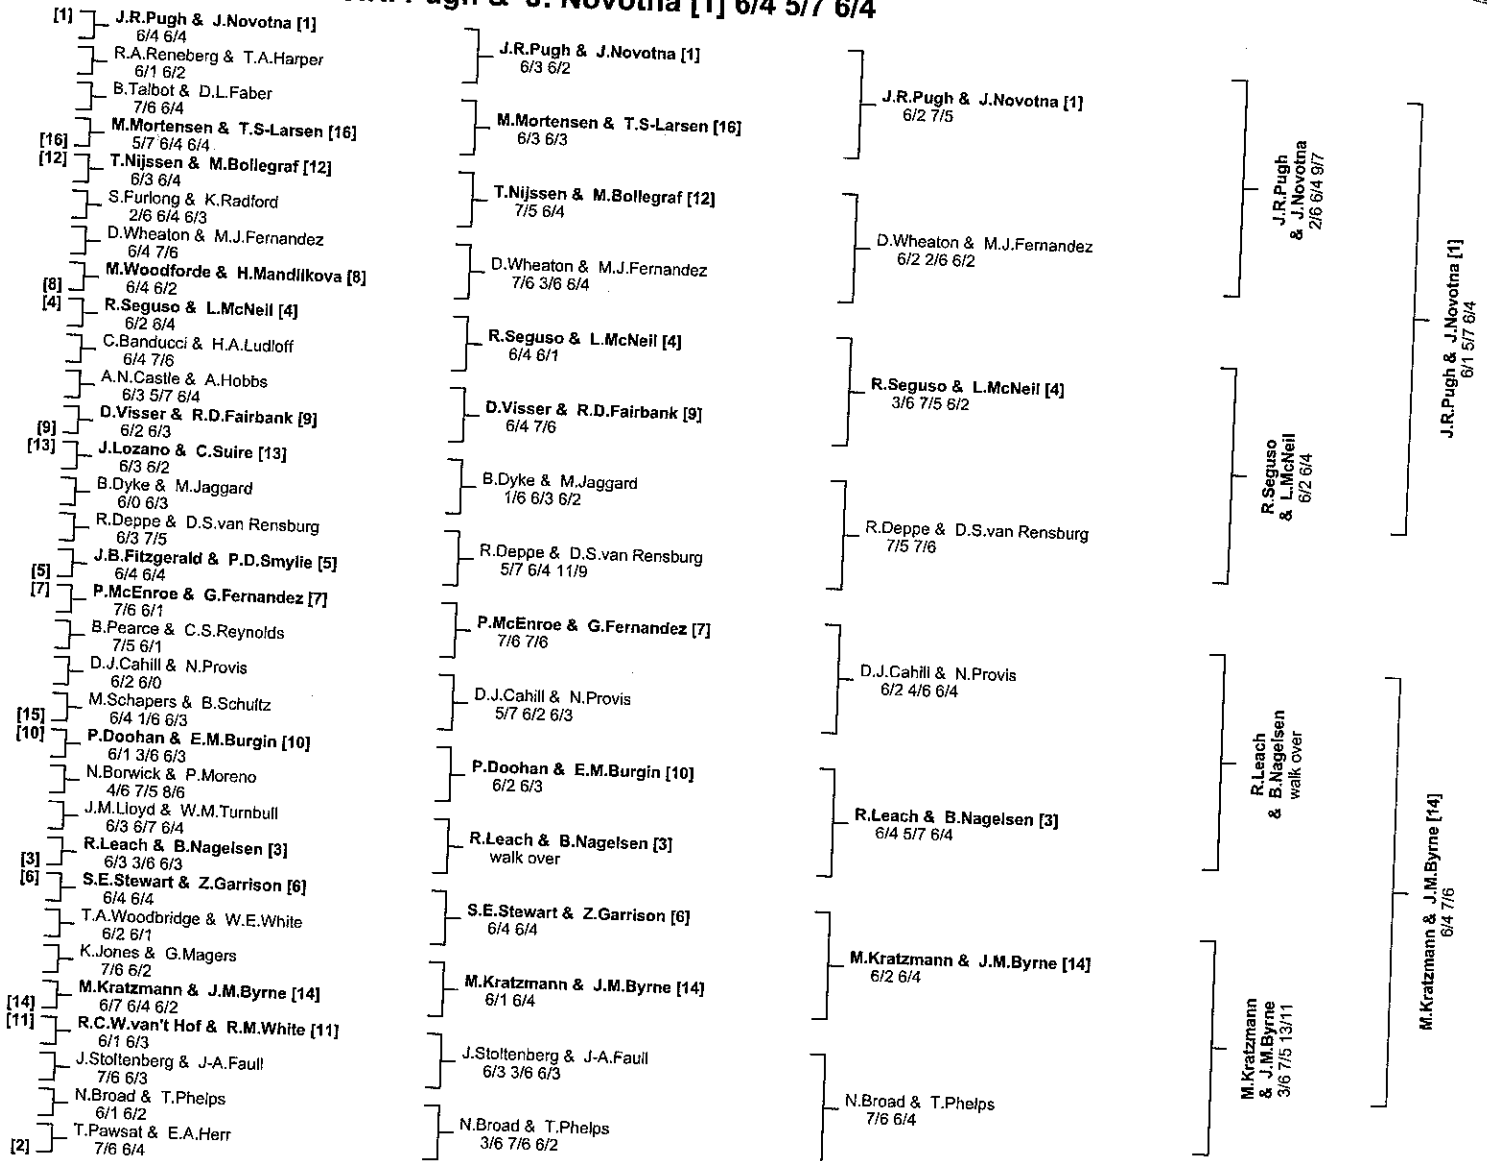 Pugh & J. Novotna [1] 6/4 5/7 6/4
[1] J.R.Pugh & J.Novotna [1]
6/4 6/4
R.A.Reneberg & T.A.Harper
6/1 6/2
B.Talbot & D.L.Faber
7/6 6/4
[16] M.Mortensen & T.S-Larsen [16]
5/7 6/4 6/4
[12] T.Nijssen & M.Bollegraf [12]
6/3 6/4
S.Furlong & K.Radford
2/6 6/4 6/3
D.Wheaton & M.J.Fernandez
6/4 7/6
[8] M.Woodforde & H.Mandlikova [8]
6/4 6/2
[4] R.Seguso & L.McNeil [4]
6/2 6/4
C.Banducci & H.A.Ludloff
6/4 7/6
A.N.Castle & A.Hobbs
6/3 5/7 6/4
[9] D.Visser & R.D.Fairbank [9]
6/2 6/3
[13] J.Lozano & C.Suire [13]
6/3 6/2
B.Dyke & M.Jaggard
6/0 6/3
R.Deppe & D.S.van Rensburg
6/3 7/5
[5] J.B.Fitzgerald & P.D.Smylie [5]
6/4 6/4
[7] P.McEnroe & G.Fernandez [7]
7/6 6/1
B.Pearce & C.S.Reynolds
7/5 6/1
D.J.Cahill & N.Provis
6/2 6/0
[15] M.Schapers & B.Schultz
6/4 1/6 6/3
[10] P.Doohan & E.M.Burgin [10]
6/1 3/6 6/3
N.Borwick & P.Moreno
4/6 7/5 8/6
J.M.Lloyd & W.M.Turnbull
6/3 6/7 6/4
[3] R.Leach & B.Nagelsen [3]
6/3 3/6 6/3
[6] S.E.Stewart & Z.Garrison [6]
6/4 6/4
T.A.Woodbridge & W.E.White
6/2 6/1
K.Jones & G.Magers
7/6 6/2
[14] M.Kratzmann & J.M.Byrne [14]
6/7 6/4 6/2
[11] R.C.W.van't Hof & R.M.White [11]
6/1 6/3
J.Stoltenberg & J-A.Faull
7/6 6/3
N.Broad & T.Phelps
6/1 6/2
[2] T.Pawsat & E.A.Herr
7/6 6/4
J.R.Pugh & J.Novotna [1]
6/3 6/2
M.Mortensen & T.S-Larsen [16]
6/3 6/3
T.Nijssen & M.Bollegraf [12]
7/5 6/4
D.Wheaton & M.J.Fernandez
7/6 3/6 6/4
R.Seguso & L.McNeil [4]
6/4 6/1
D.Visser & R.D.Fairbank [9]
6/4 7/6
B.Dyke & M.Jaggard
1/6 6/3 6/2
R.Deppe & D.S.van Rensburg
5/7 6/4 11/9
P.McEnroe & G.Fernandez [7]
7/6 7/6
D.J.Cahill & N.Provis
5/7 6/2 6/3
P.Doohan & E.M.Burgin [10]
6/2 6/3
R.Leach & B.Nagelsen [3]
walk over
S.E.Stewart & Z.Garrison [6]
6/4 6/4
M.Kratzmann & J.M.Byrne [14]
6/1 6/4
J.Stoltenberg & J-A.Faull
6/3 3/6 6/3
N.Broad & T.Phelps
3/6 7/6 6/2
J.R.Pugh & J.Novotna [1]
6/2 7/5
D.Wheaton & M.J.Fernandez
6/2 2/6 6/2
R.Seguso & L.McNeil [4]
3/6 7/5 6/2
R.Deppe & D.S.van Rensburg
7/5 7/6
D.J.Cahill & N.Provis
6/2 4/6 6/4
R.Leach & B.Nagelsen [3]
6/4 5/7 6/4
M.Kratzmann & J.M.Byrne [14]
6/2 6/4
N.Broad & T.Phelps
7/6 6/4
J.R.Pugh
& J.Novotna
2/6 6/4 9/7
R.Seguso
& L.McNeil
6/2 6/4
R.Leach
& B.Nagelsen
walk over
M.Kratzmann
& J.M.Byrne
3/6 7/5 13/11
J.R.Pugh & J.Novotna [1]
6/1 5/7 6/4
M.Kratzmann & J.M.Byrne [14]
6/4 7/6